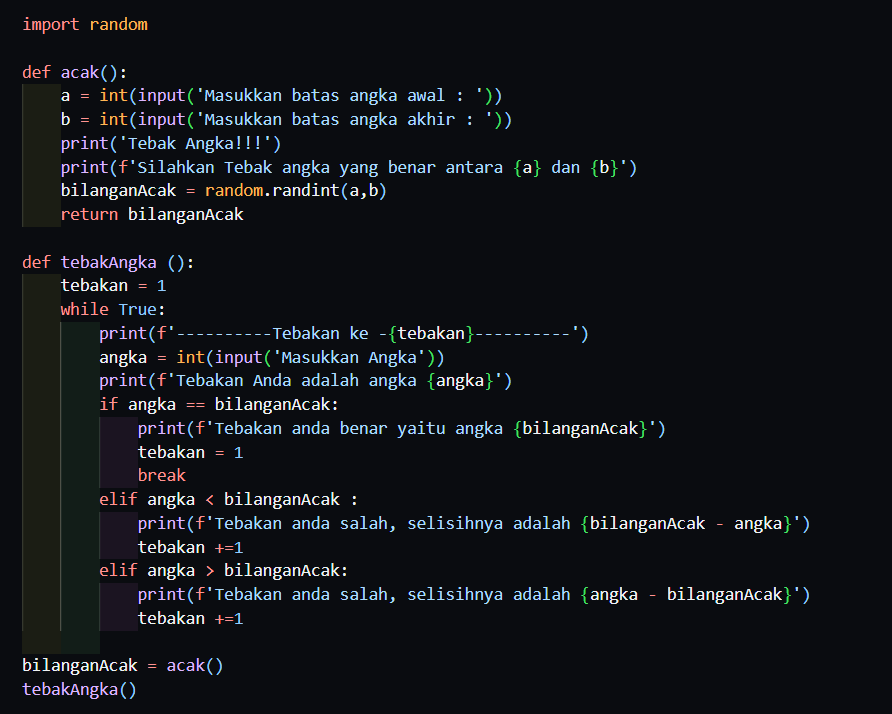 import random

def acak():
    a = int(input('Masukkan batas angka awal : '))
    b = int(input('Masukkan batas angka akhir : '))
    print('Tebak Angka!!!')
    print(f'Silahkan Tebak angka yang benar antara {a} dan {b}')
    bilanganAcak = random.randint(a,b)
    return bilanganAcak

def tebakAngka ():
    tebakan = 1
    while True:
        print(f'----------Tebakan ke -{tebakan}----------')
        angka = int(input('Masukkan Angka'))
        print(f'Tebakan Anda adalah angka {angka}')
        if angka == bilanganAcak:
            print(f'Tebakan anda benar yaitu angka {bilanganAcak}')
            tebakan = 1
            break
        elif angka < bilanganAcak :
            print(f'Tebakan anda salah, selisihnya adalah {bilanganAcak - angka}')
            tebakan +=1
        elif angka > bilanganAcak:
            print(f'Tebakan anda salah, selisihnya adalah {angka - bilanganAcak}')
            tebakan +=1

bilanganAcak = acak()
tebakAngka()